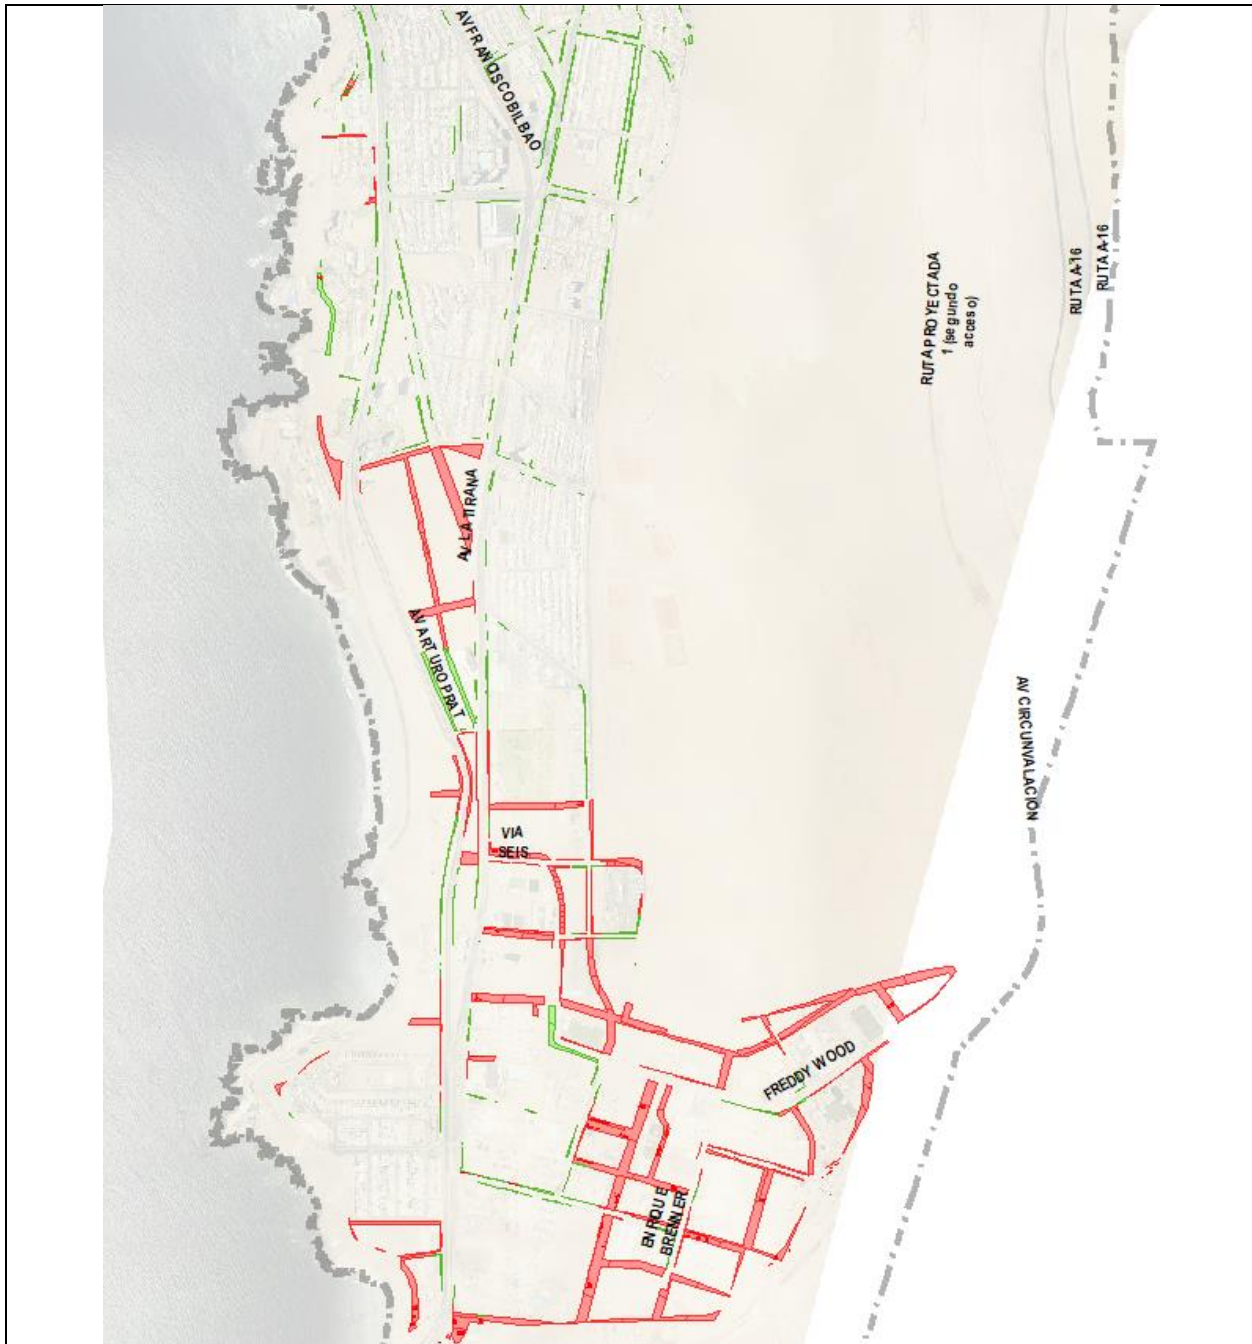 AV FRANCISCO BILBAO
RUTA A-16
RUTA A-16
RUTA PROYECTADA
1 (segundo
acceso)
AV LA TIRANA
AV ARTURO PRAT
AV CIRCUNVALACIÓN
VIA
SEIS
FREDDY WOOD
ENRIQUE
BRENNER